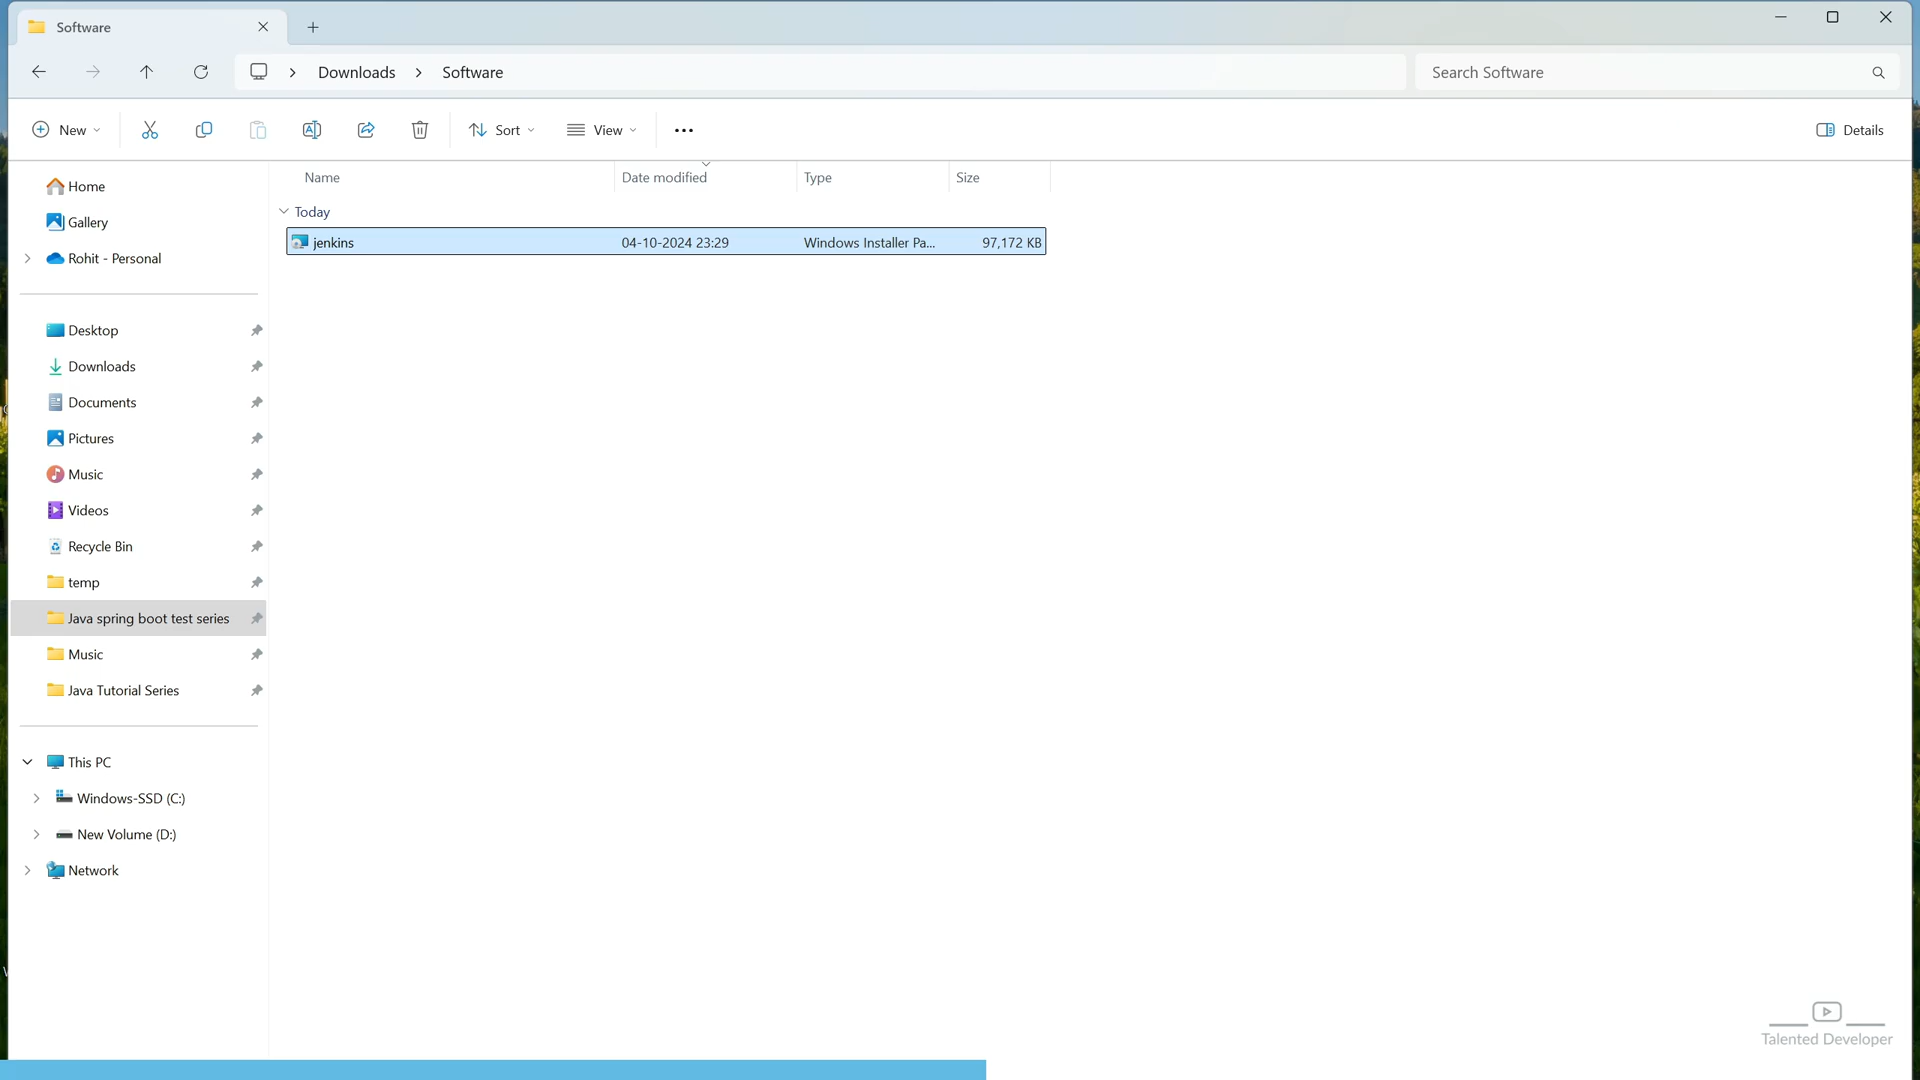 Software
Downloads
Software
Search Software
New
Sort
View
Details
Name
Date modified
Type
Size
Today
jenkins
04-10-2024 23:29
Windows Installer Pa...
97,172 KB
Home
Gallery
Rohit - Personal
Desktop
Downloads
Documents
Pictures
Music
Videos
Recycle Bin
temp
Java spring boot test series
Music
Java Tutorial Series
This PC
Windows-SSD (C:)
New Volume (D:)
Network
Talented Developer